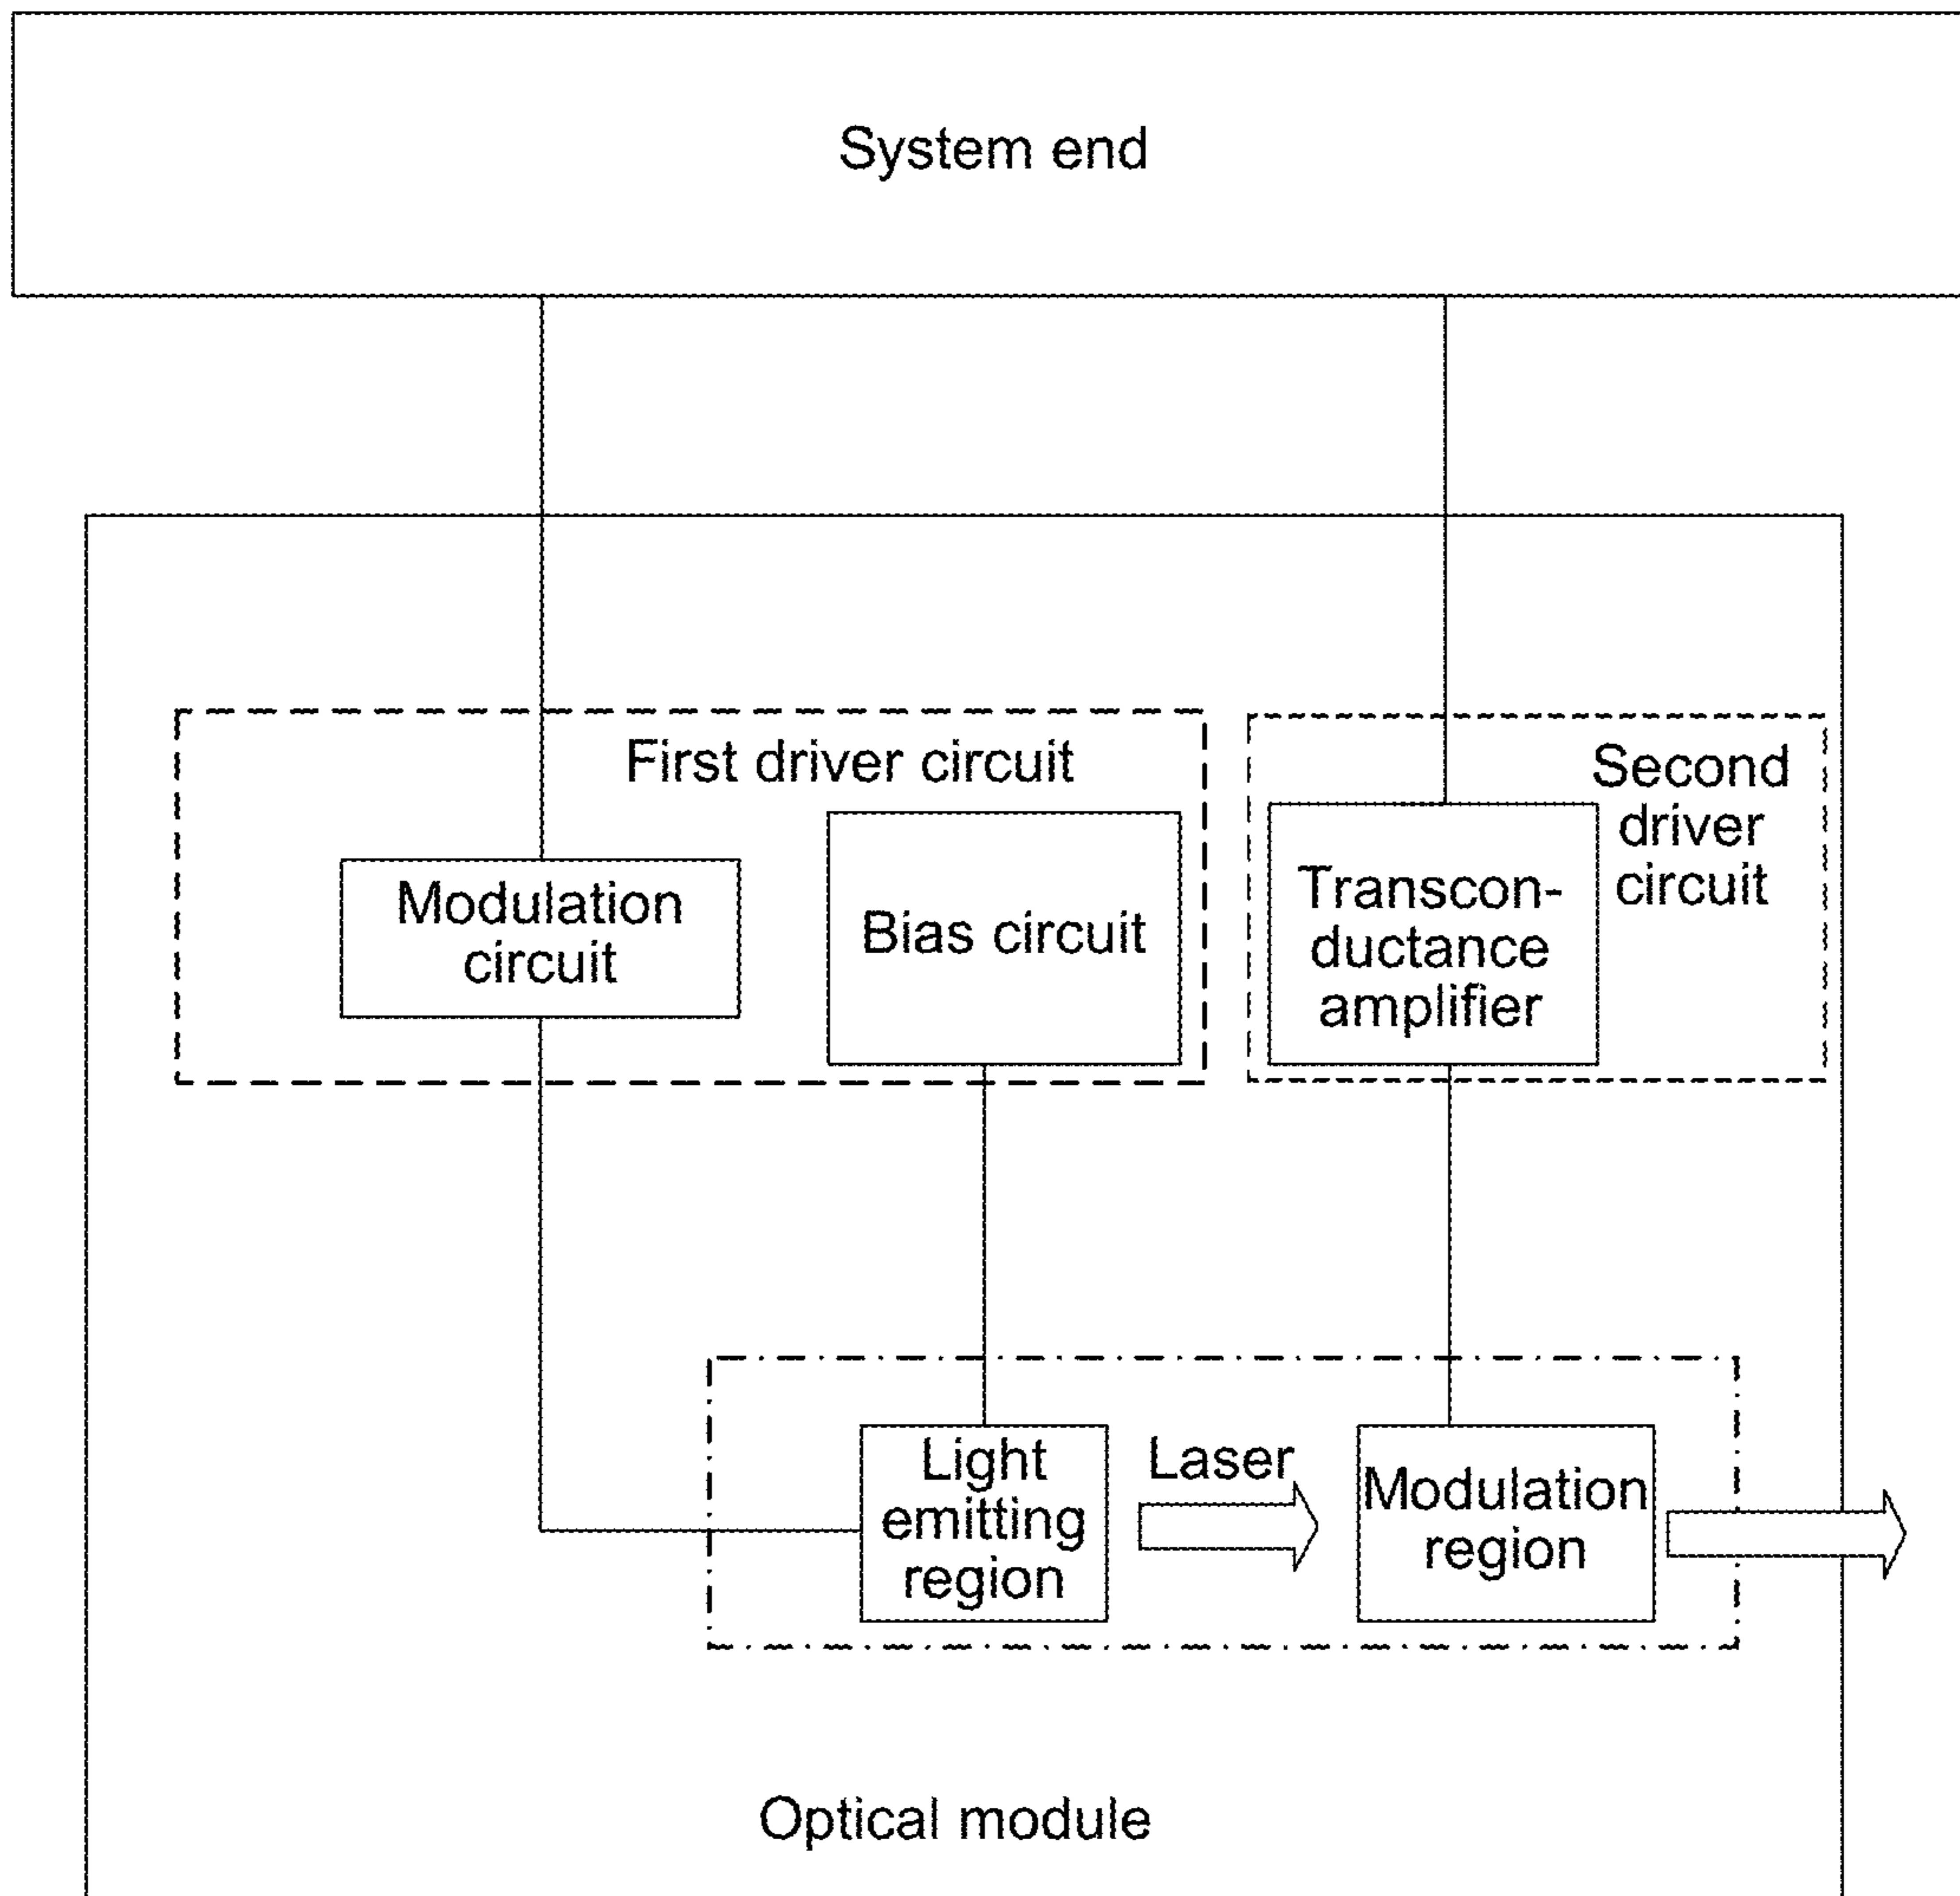 System end
First driver circuit
Second
driver
circuit
Modulation
circuit
Bias circuit
Transcon-
ductance
amplifier
Light
emitting
region
Laser
Modulation
region
Optical module